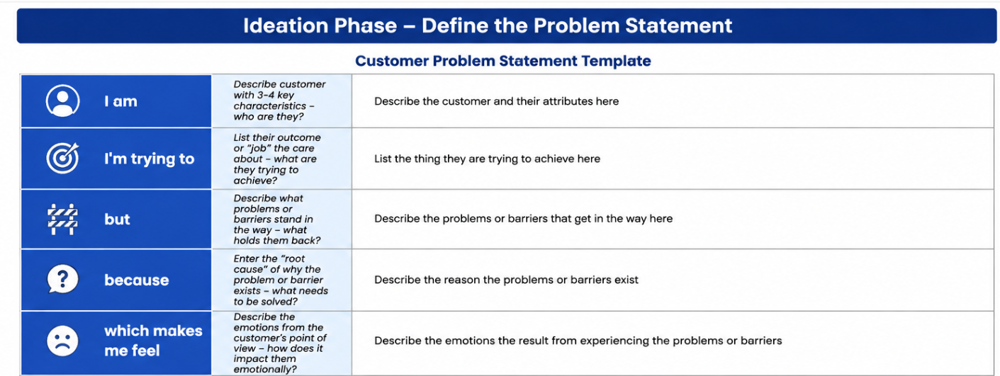 Ideation Phase – Define the Problem Statement
Customer Problem Statement Template
I am
Describe customer
with 3-4 key
characteristics –
who are they?
Describe the customer and their attributes here
I'm trying to
List their outcome
or "job" the care
about – what are
they trying to
achieve?
List the thing they are trying to achieve here
but
Describe what
problems or
barriers stand in
the way – what
holds them back?
Describe the problems or barriers that get in the way here
because
Enter the "root
cause" of why the
problem or barrier
exists – what needs
to be solved?
Describe the reason the problems or barriers exist
which makes
me feel
Describe the
emotions from the
customer's point of
view – how does it
impact them
emotionally?
Describe the emotions the result from experiencing the problems or barriers